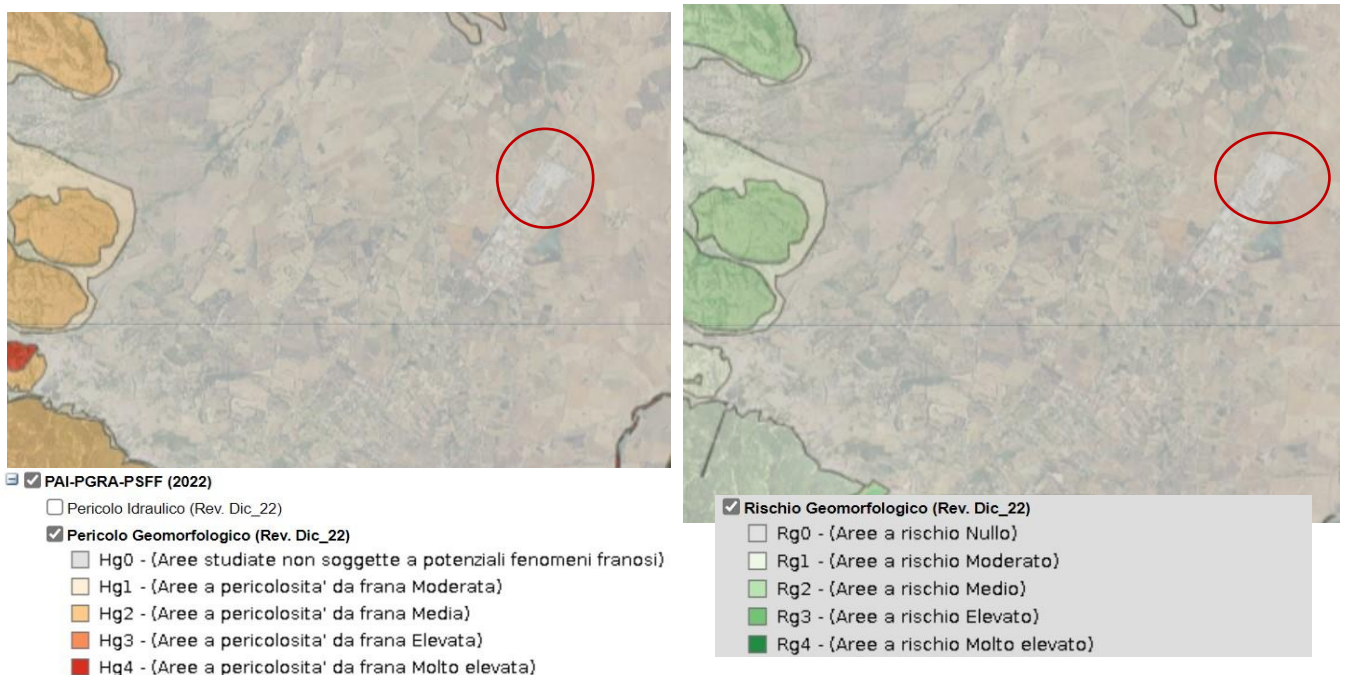 PAI-PGRA-PSFF (2022)
Pericolo Idraulico (Rev. Dic_22)
Pericolo Geomorfologico (Rev. Dic_22)
Hg0 - (Aree studiate non soggette a potenziali fenomeni franosi)
Hg1 - (Aree a pericolosita' da frana Moderata)
Hg2 - (Aree a pericolosita' da frana Media)
Hg3 - (Aree a pericolosita' da frana Elevata)
Hg4 - (Aree a pericolosita' da frana Molto elevata)
Rischio Geomorfologico (Rev. Dic_22)
Rg0 - (Aree a rischio Nullo)
Rg1 - (Aree a rischio Moderato)
Rg2 - (Aree a rischio Medio)
Rg3 - (Aree a rischio Elevato)
Rg4 - (Aree a rischio Molto elevato)